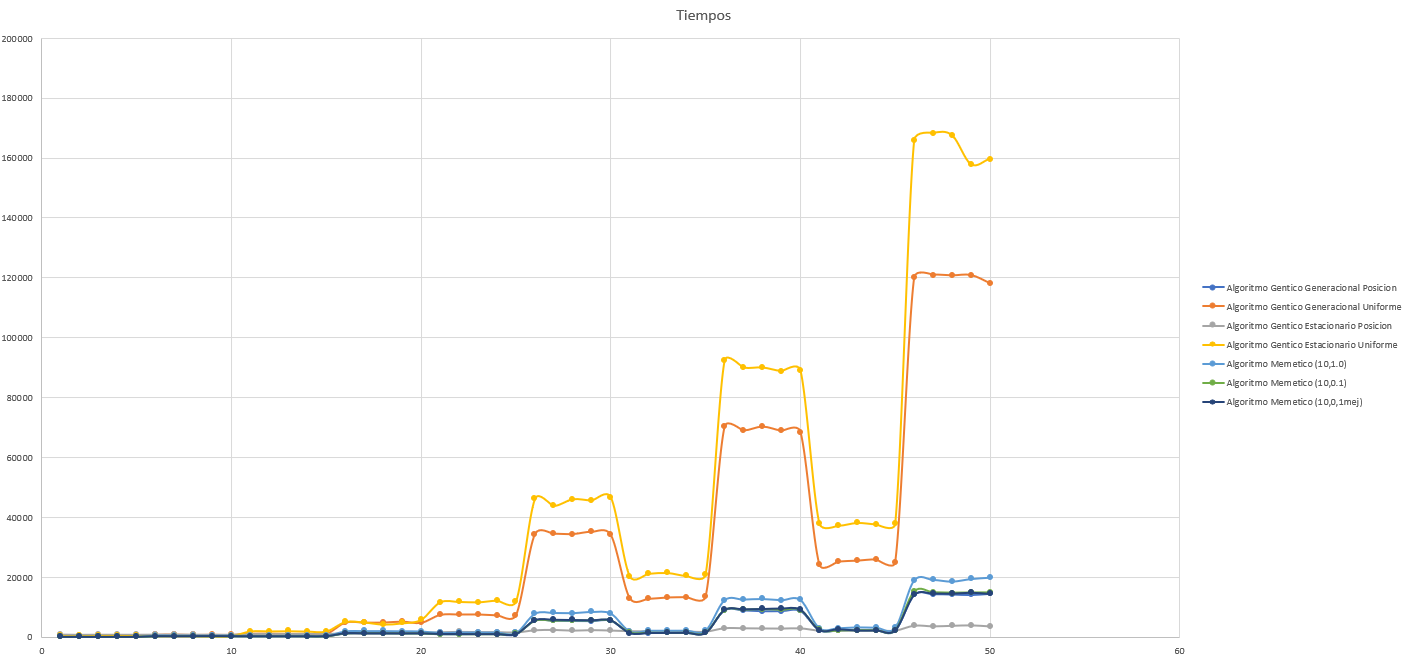 Tiempos
200000
180000
160000
140000
120000
100000
80000
60000
40000
20000
0
0 10 20 30 40 50 60
Algoritmo Gentico Generacional Posicion
Algoritmo Gentico Generacional Uniforme
Algoritmo Gentico Estacionario Posicion
Algoritmo Gentico Estacionario Uniforme
Algoritmo Memetico (10,1.0)
Algoritmo Memetico (10,0.1)
Algoritmo Memetico (10,0,1mej)